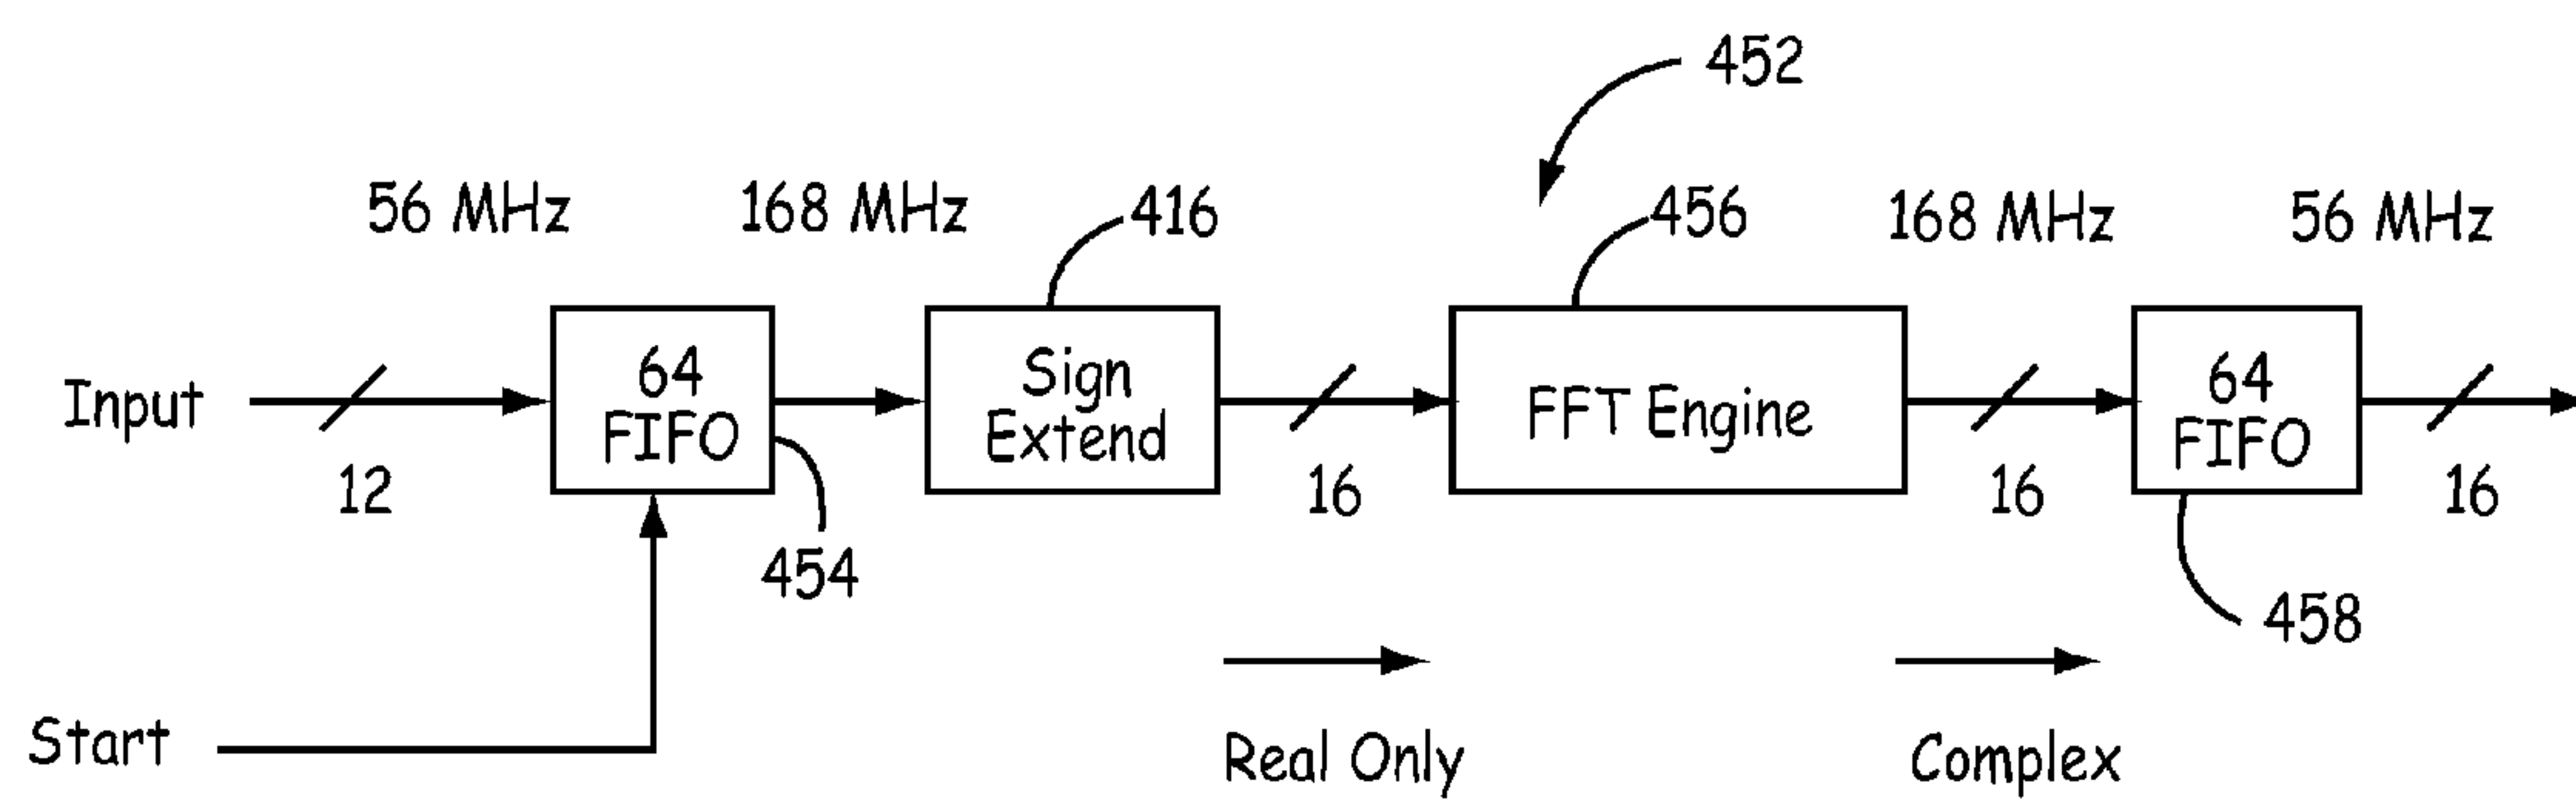 452
56 MHz
168 MHz
416
456
168 MHz
56 MHz
Input
12
64
FIFO
454
Sign
Extend
16
FFT Engine
16
64
FIFO
458
16
Start
Real Only
Complex